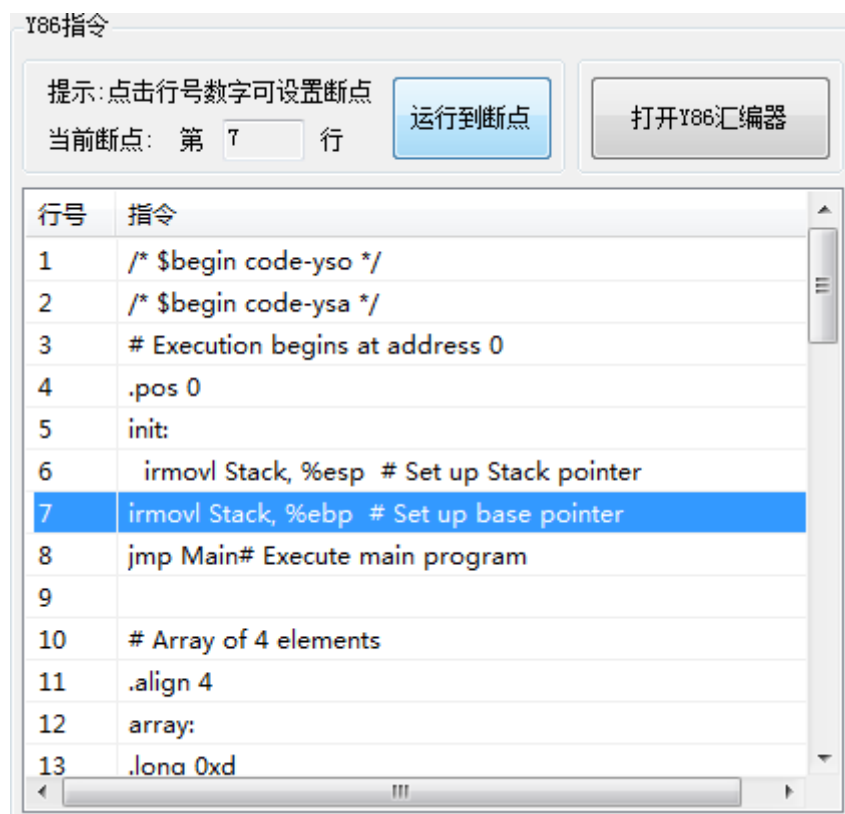 Y86指令
提示:点击行号数字可设置断点
当前断点: 第 7 行
运行到断点
打开Y86汇编器
行号 指令
1 /* $begin code-yso */
2 /* $begin code-ysa */
3 # Execution begins at address 0
4 .pos 0
5 init:
6 irmovl Stack, %esp # Set up Stack pointer
7 irmovl Stack, %ebp # Set up base pointer
8 jmp Main# Execute main program
9
10 # Array of 4 elements
11 .align 4
12 array:
13 .long 0xd